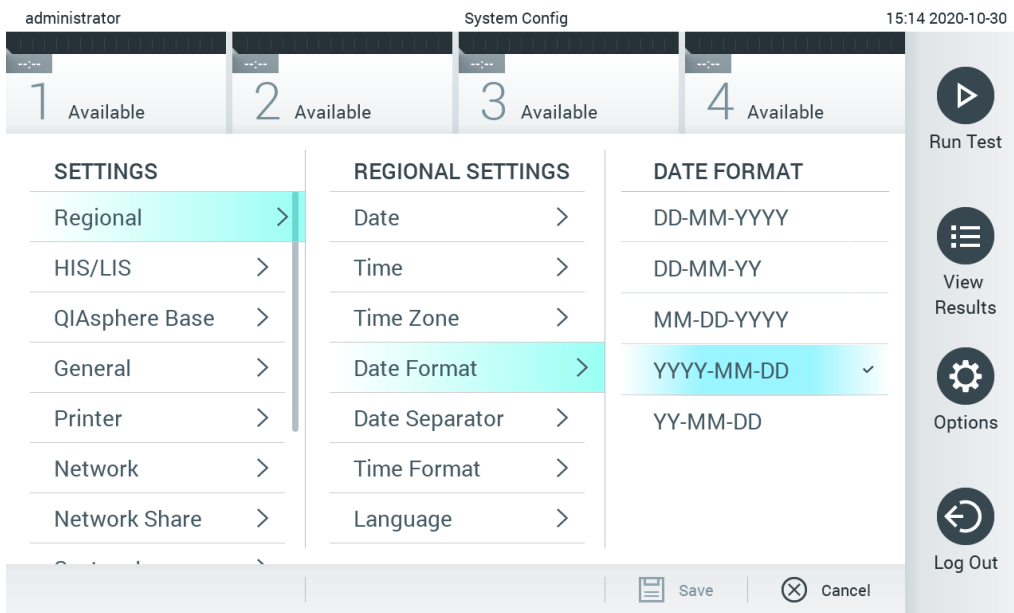 administrator
System Config
15:14 2020-10-30
--:--
--:--
--:--
--:--
1 Available
2 Available
3 Available
4 Available
SETTINGS
Regional
HIS/LIS
QIAsphere Base
General
Printer
Network
Network Share
REGIONAL SETTINGS
Date
Time
Time Zone
Date Format
Date Separator
Time Format
Language
DATE FORMAT
DD-MM-YYYY
DD-MM-YY
MM-DD-YYYY
YYYY-MM-DD
YY-MM-DD
Run Test
View
Results
Options
Log Out
Save
Cancel